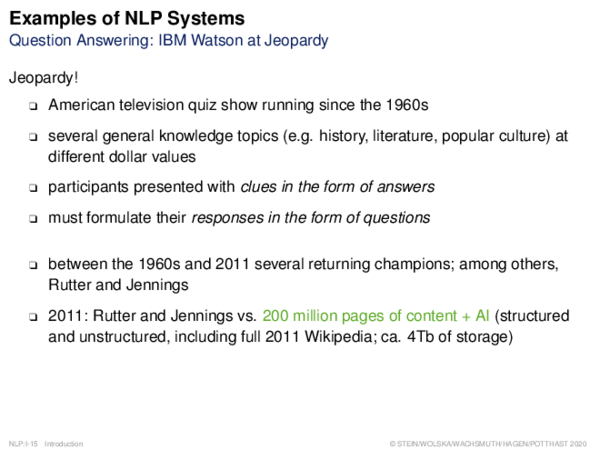 Examples of NLP Systems
Question Answering: IBM Watson at Jeopardy
Jeopardy!
❑ American television quiz show running since the 1960s
❑ several general knowledge topics (e.g. history, literature, popular culture) at
different dollar values
❑ participants presented with clues in the form of answers
❑ must formulate their responses in the form of questions
❑ between the 1960s and 2011 several returning champions; among others,
Rutter and Jennings
❑ 2011: Rutter and Jennings vs. 200 million pages of content + AI (structured
and unstructured, including full 2011 Wikipedia; ca. 4Tb of storage)
NLP:I-15 Introduction © STEIN/WOLSKA/WACHSMUTH/HAGEN/POTTHAST 2020